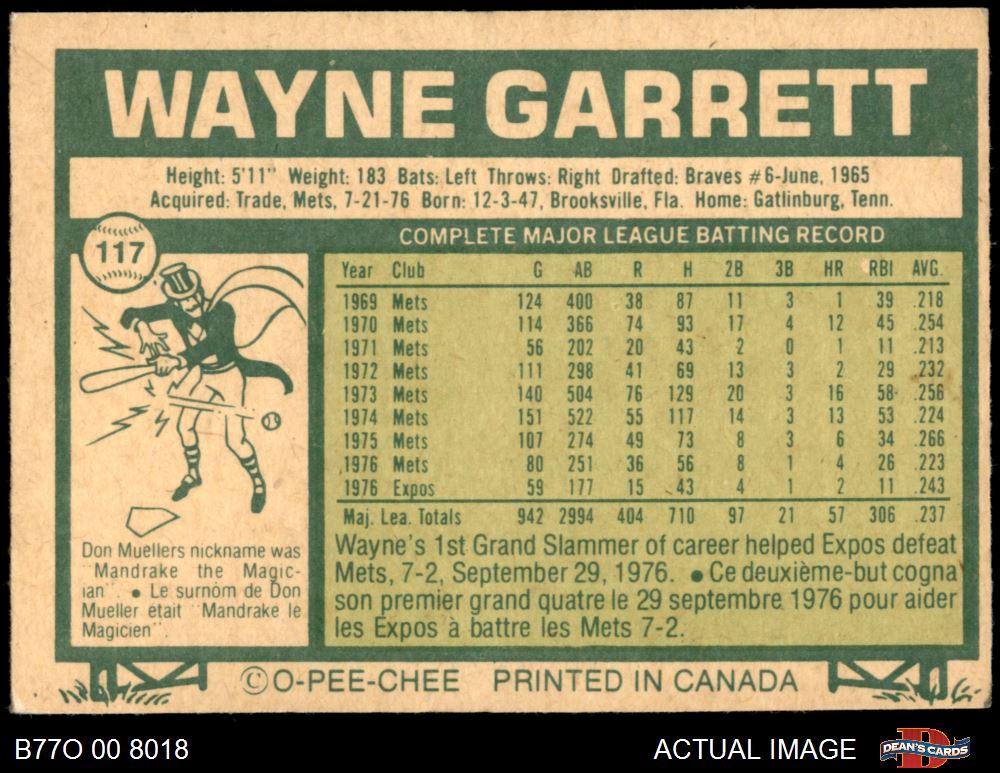 WAYNE GARRETT
Height: 5'11" Weight: 183 Bats: Left Throws: Right Drafted: Braves #6-June, 1965
Acquired: Trade, Mets, 7-21-76 Born: 12-3-47, Brooksville, Fla. Home: Gatlinburg, Tenn.
117
COMPLETE MAJOR LEAGUE BATTING RECORD
Year Club G AB R H 2B 3B HR RBI AVG.
1969 Mets 124 400 38 87 11 3 1 39 .218
1970 Mets 114 366 74 93 17 4 12 45 .254
1971 Mets 56 202 20 43 2 0 1 11 .213
1972 Mets 111 298 41 69 13 3 2 29 .232
1973 Mets 140 504 76 129 20 3 16 58 .256
1974 Mets 151 522 55 117 14 3 13 53 .224
1975 Mets 107 274 49 73 8 3 6 34 .266
1976 Mets 80 251 36 56 8 1 4 26 .223
1976 Expos 59 177 15 43 4 1 2 11 .243
Maj. Lea. Totals 942 2994 404 710 97 21 57 306 .237
Don Muellers nickname was
"Mandrake the Magic-
ian". • Le surnóm de Don
Mueller etait "Mandrake le
Magicien".
Wayne's 1st Grand Slammer of career helped Expos defeat
Mets, 7-2, September 29, 1976. • Ce deuxième-but cogna
son premier grand quatre le 29 septembre 1976 pour aider
les Expos à battre les Mets 7-2.
©O-PEE-CHEE PRINTED IN CANADA
B77O 00 8018
ACTUAL IMAGE
DEAN'S CARDS